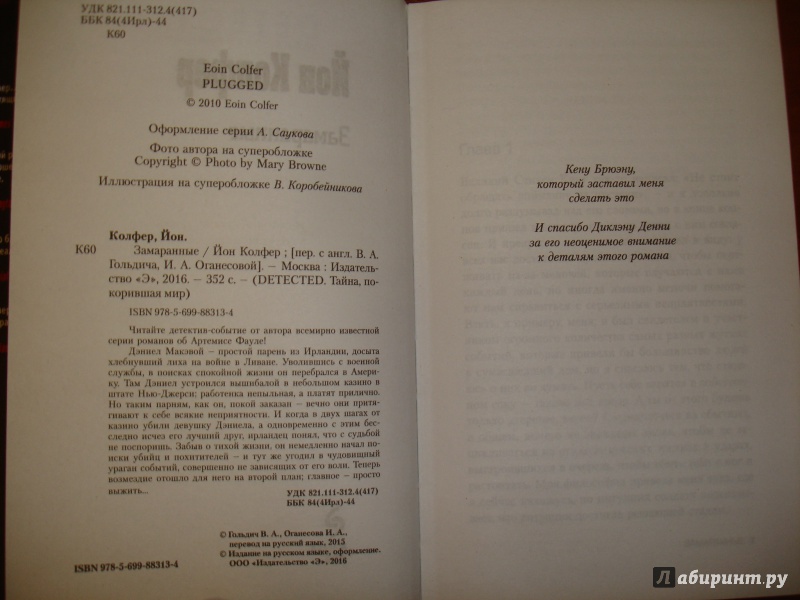 УДК 821.111-312.4(417)
ББК 84(4Ирл)-44
К60
Eoin Colfer
PLUGGED
© 2010 Eoin Colfer
Оформление серии А. Саукова
Фото автора на суперобложке
Copyright © Photo by Mary Browne
Иллюстрация на суперобложке В. Коробейникова
Колфер, Йон.
К60 Замаранные / Йон Колфер ; [пер. с англ. В. А.
Гольдича, И. А. Оганесовой]. – Москва : Издатель-
ство «Э», 2016. – 352 с. – (DETECTED. Тайна, по-
корившая мир)
ISBN 978-5-699-88313-4
Читайте детектив-событие от автора всемирно известной
серии романов об Артемисе Фауле!
Дэниел Макэвой – простой парень из Ирландии, досыта
хлебнувший лиха на войне в Ливане. Уволившись с военной
службы, в поисках спокойной жизни он перебрался в Амери-
ку. Там Дэниел устроился вышибалой в небольшом казино в
штате Нью-Джерси: работенка непыльная, а платят прилично.
Но таким парням, как он, покой заказан – вечно они притя-
гивают к себе всякие неприятности. И когда в двух шагах от
казино убили девушку Дэниела, а одновременно с этим бес-
следно исчез его лучший друг, ирландец понял, что с судьбой
не поспоришь. Забыв о тихой жизни, он немедленно начал по-
иски убийц и похитителей – и тут же угодил в чудовищный
ураган событий, совершенно не зависящих от его воли. Теперь
возмездие отошло для него на второй план; главное – просто
выжить...
УДК 821.111-312.4(417)
ББК 84(4Ирл)-44
© Гольдич В. А., Оганесова И. А.,
перевод на русский язык, 2015
© Издание на русском языке, оформление.
ООО «Издательство «Э», 2016
ISBN 978-5-699-88313-4
Кену Брюэну,
который заставил меня
сделать это
И спасибо Диклэну Денни
за его неоценимое внимание
к деталям этого романа
Лабиринт.ру